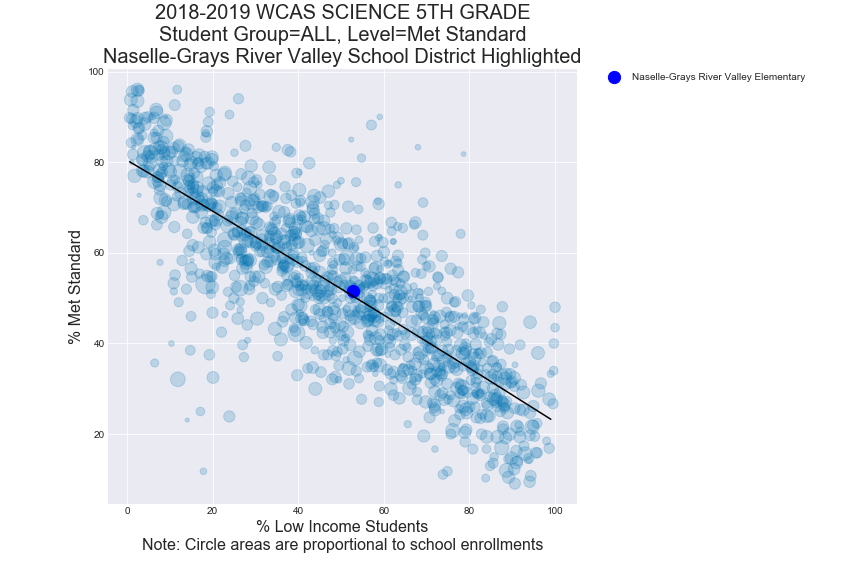 2018-2019 WCAS SCIENCE 5TH GRADE
Student Group=ALL, Level=Met Standard
Naselle-Grays River Valley School District Highlighted
Naselle-Grays River Valley Elementary
% Met Standard
100
80
60
40
20
0 20 40 60 80 100
% Low Income Students
Note: Circle areas are proportional to school enrollments